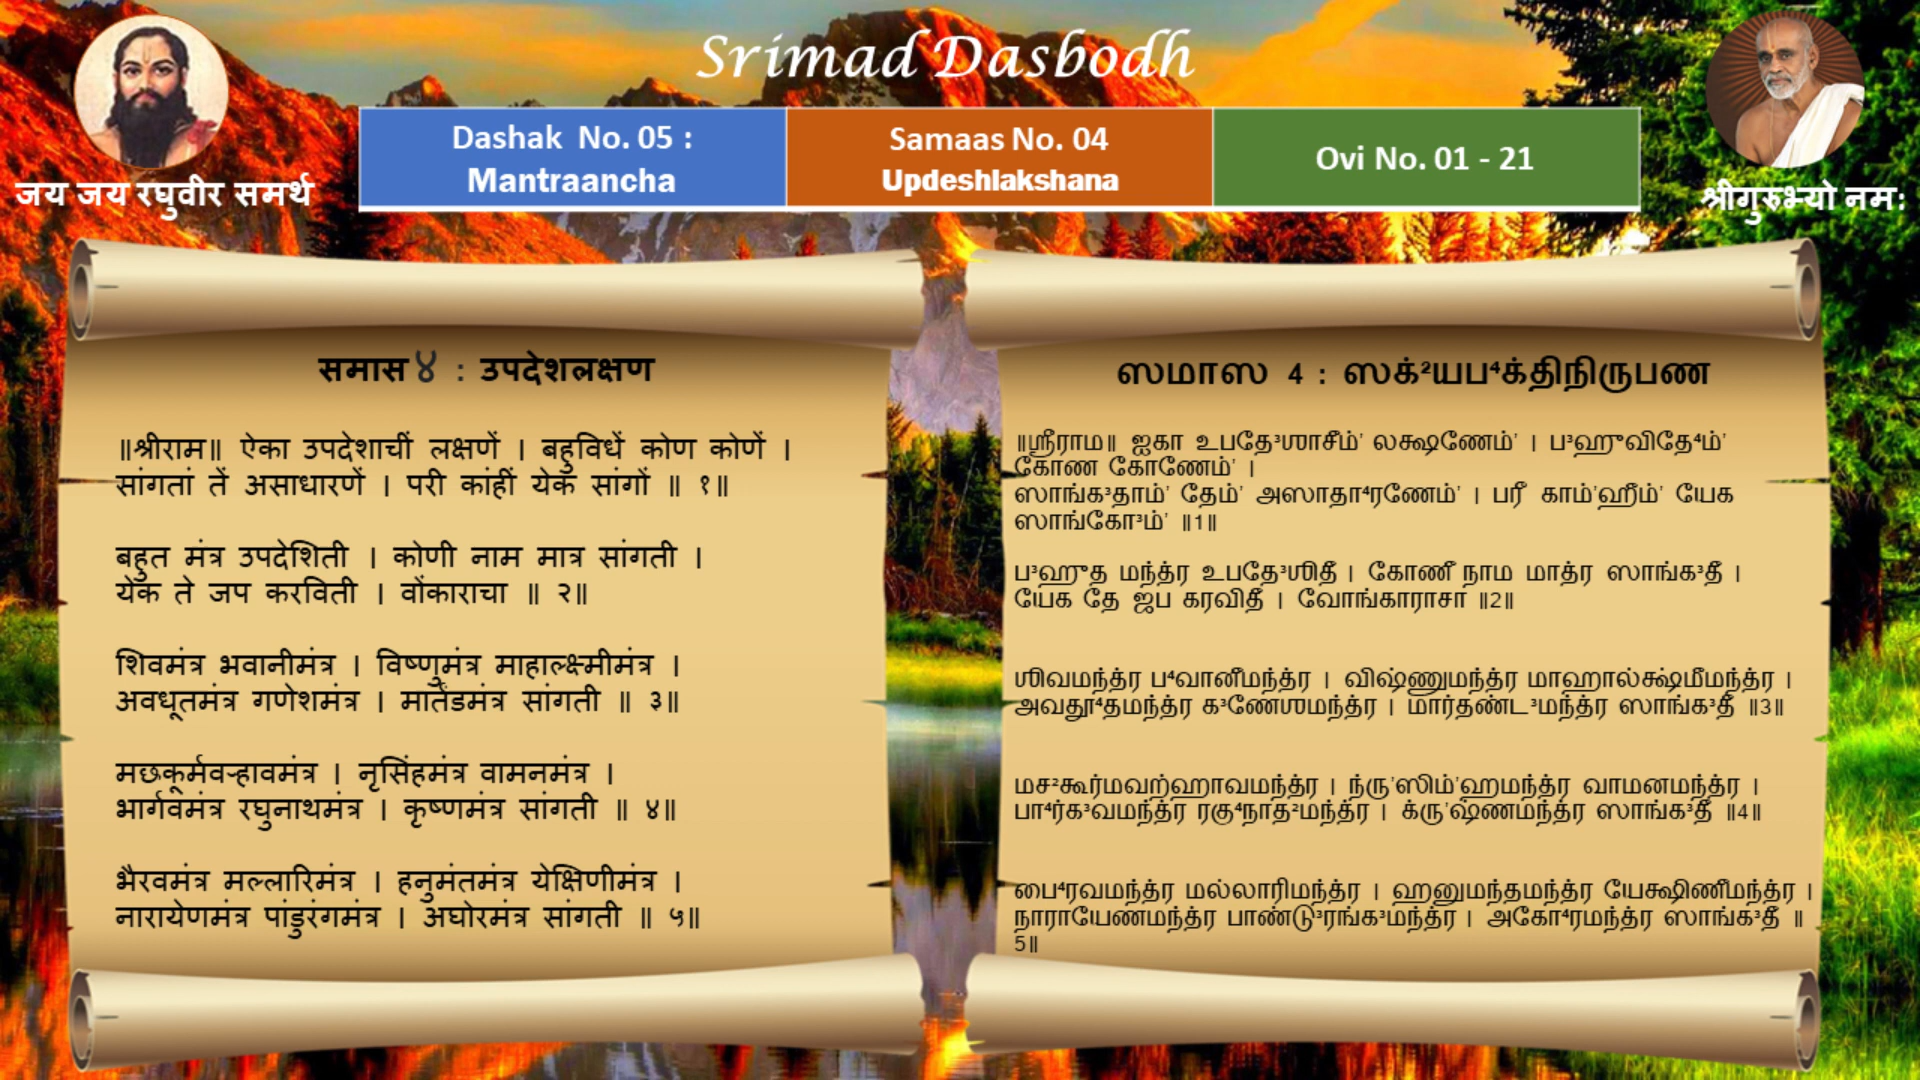 Srimad Dasbodh
Dashak No. 05 :
Mantraancha
Samaas No. 04
Updeshlakshana
Ovi No. 01 - 21
जय जय रघुवीर समर्थ
श्रीगुरुभ्यो नमः
समास ४ : उपदेशलक्षण
॥श्रीराम॥ ऐका उपदेशाचीं लक्षणें । बहुविधें कोण कोणें ।
सांगतां तें असाधारणें । परी कांहीं येक सांगों ॥ १॥
बहुत मंत्र उपदेशिती । कोणी नाम मात्र सांगती ।
येक ते जप करविती । वोंकाराचा ॥ २॥
शिवमंत्र भवानीमंत्र । विष्णुमंत्र माहाल्क्ष्मीमंत्र ।
अवधूतमंत्र गणेशमंत्र । मार्तंडमंत्र सांगती ॥ ३॥
मछकूर्मवऱ्हावमंत्र । नृसिंहमंत्र वामनमंत्र ।
भार्गवमंत्र रघुनाथमंत्र । कृष्णमंत्र सांगती ॥ ४॥
भैरवमंत्र मल्लारिमंत्र । हनुमंतमंत्र येक्षिणीमंत्र ।
नारायेणमंत्र पांडुरंगमंत्र । अघोरमंत्र सांगती ॥ ५॥
ஸமாஸ 4 : ஸக்²யப⁴க்திநிருபண
॥ஶ்ரீராம॥ ஐகா உபதே³ஶாசீம்ʼ லக்ஷணேம்ʼ । ப³ஹுவிதே⁴ம்ʼ
கோண கோணேம்ʼ ।
ஸாங்க³தாம்ʼ தேம்ʼ அஸாதா⁴ரணேம்ʼ । பரீ காம்ʼஹீம்ʼ யேக
ஸாங்கோ³ம்ʼ ॥1॥
ப³ஹுத மந்த்ர உபதே³ஶிதீ । கோணீ நாம மாத்ர ஸாங்க³தீ ।
யேக தே ஜப கரவிதீ । வோங்காராசா ॥2॥
ஶிவமந்த்ர ப⁴வானீமந்த்ர । விஷ்ணுமந்த்ர மாஹால்க்ஷ்மீமந்த்ர ।
அவதூ⁴தமந்த்ர க³ணேஶமந்த்ர । மார்தண்ட³மந்த்ர ஸாங்க³தீ ॥3॥
மச²கூர்மவற்ஹாவமந்த்ர । ந்ருʼஸிம்ʼஹமந்த்ர வாமனமந்த்ர ।
பா⁴ர்க³வமந்த்ர ரகு⁴நாத²மந்த்ர । க்ருʼஷ்ணமந்த்ர ஸாங்க³தீ ॥4॥
பை⁴ரவமந்த்ர மல்லாரிமந்த்ர । ஹனுமந்தமந்த்ர யேக்ஷிணீமந்த்ர ।
நாராயேணமந்த்ர பாண்டு³ரங்க³மந்த்ர । அகோ⁴ரமந்த்ர ஸாங்க³தீ ॥
5॥